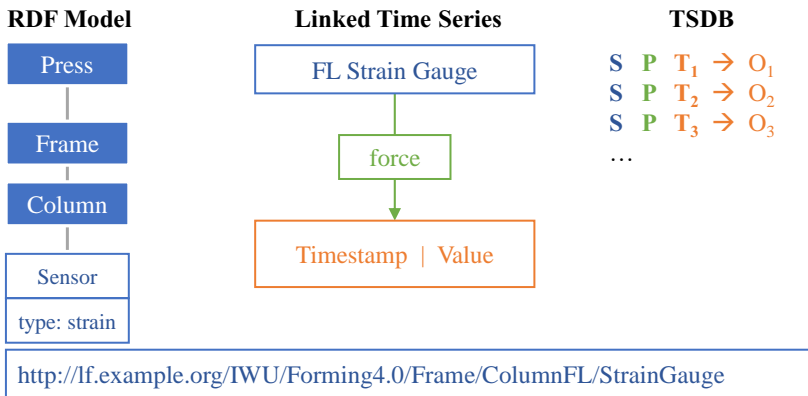 RDF Model
Press
Frame
Column
Sensor
type: strain
Linked Time Series
FL Strain Gauge
force
Timestamp | Value
TSDB
S P T₁ → O₁
S P T₂ → O₂
S P T₃ → O₃
…
http://lf.example.org/IWU/Forming4.0/Frame/ColumnFL/StrainGauge